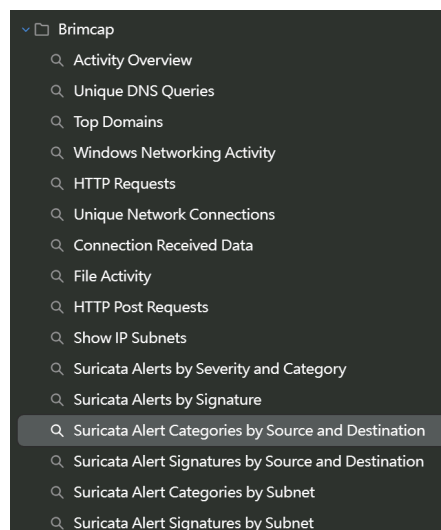 Brimcap
Activity Overview
Unique DNS Queries
Top Domains
Windows Networking Activity
HTTP Requests
Unique Network Connections
Connection Received Data
File Activity
HTTP Post Requests
Show IP Subnets
Suricata Alerts by Severity and Category
Suricata Alerts by Signature
Suricata Alert Categories by Source and Destination
Suricata Alert Signatures by Source and Destination
Suricata Alert Categories by Subnet
Suricata Alert Signatures by Subnet